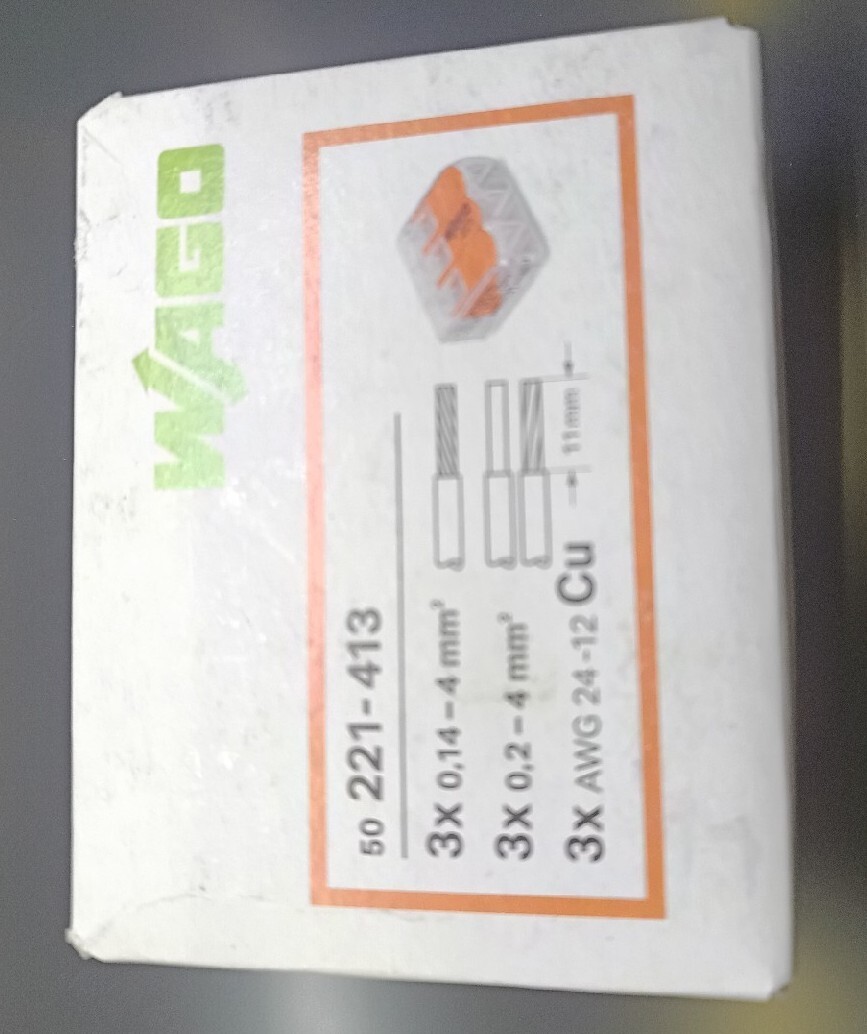 WAGO
50 221-413
3x 0,14-4 mm²
3x 0,2-4 mm²
3x AWG 24-12 Cu
11mm